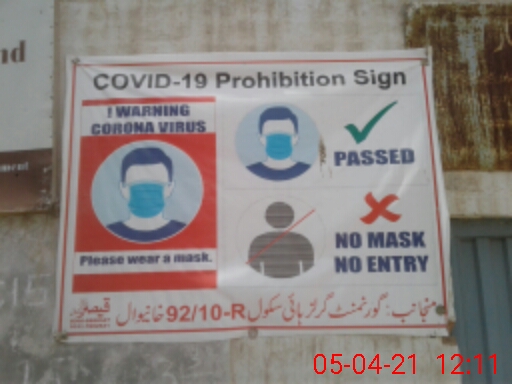 nd
COVID-19 Prohibition Sign
! WARNING
CORONA VIRUS
Please wear a mask.
PASSED
NO MASK
NO ENTRY
منجانب: گورنمنٹ گرلز ہائی سکول 92/10-R خانیوال
05-04-21 12:11